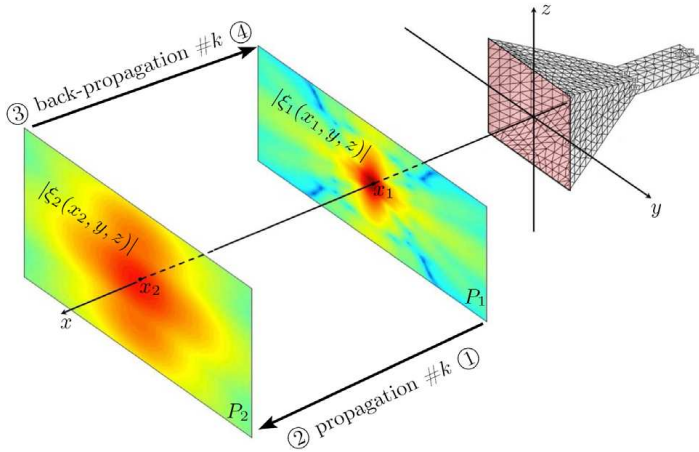 z
y
③ back-propagation #k ④
|ξ₁(x₁, y, z)|
x₁
P₁
|ξ₂(x₂, y, z)|
x₂
x
P₂
② propagation #k ①